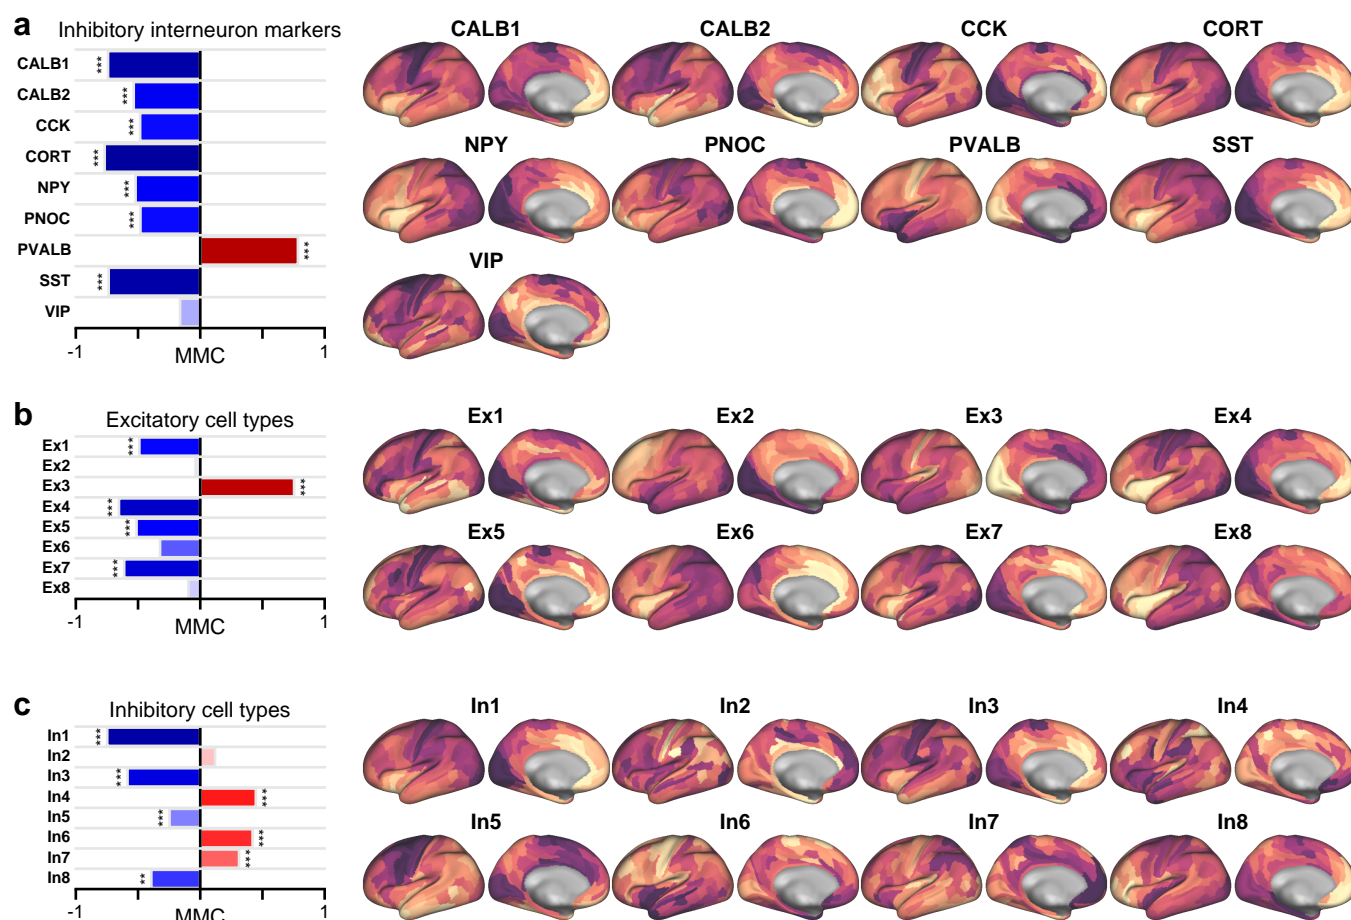 a Inhibitory interneuron markers
CALB1 ***
CALB2 ***
CCK ***
CORT ***
NPY ***
PNOC ***
PVALB ***
SST ***
VIP
-1 1
MMC
CALB1 CALB2 CCK CORT
NPY PNOC PVALB SST
VIP
b Excitatory cell types
Ex1 ***
Ex2
Ex3 ***
Ex4 ***
Ex5 ***
Ex6
Ex7 ***
Ex8
-1 1
MMC
Ex1 Ex2 Ex3 Ex4
Ex5 Ex6 Ex7 Ex8
c Inhibitory cell types
In1 ***
In2
In3 ***
In4 ***
In5 ***
In6 ***
In7 ***
In8 **
-1 1
MMC
In1 In2 In3 In4
In5 In6 In7 In8